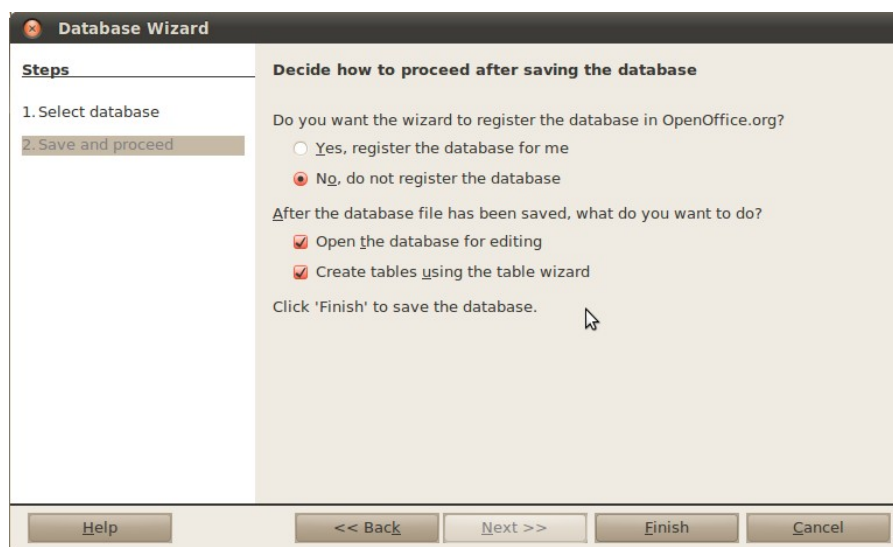 Database Wizard
Steps
1. Select database
2. Save and proceed
Decide how to proceed after saving the database
Do you want the wizard to register the database in OpenOffice.org?
Yes, register the database for me
No, do not register the database
After the database file has been saved, what do you want to do?
Open the database for editing
Create tables using the table wizard
Click 'Finish' to save the database.
Help
<< Back
Next >>
Finish
Cancel